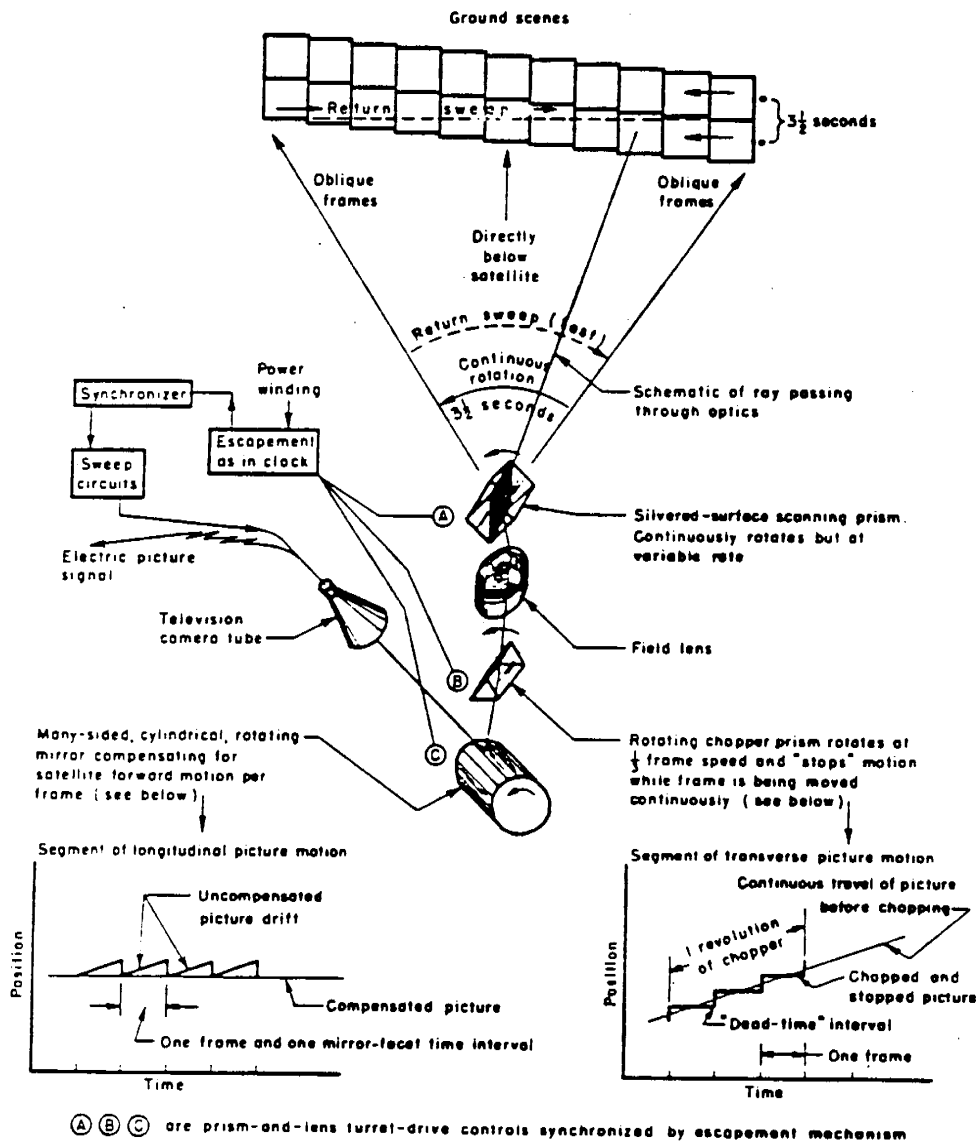 Ground scenes
Return sweep
3½ seconds
Oblique
frames
Oblique
frames
Directly
below
satellite
Return sweep (fast)
Continuous
rotation
3½ seconds
Schematic of ray passing
through optics
Power
winding
Synchronizer
Escapement
as in clock
Sweep
circuits
A
Silvered-surface scanning prism.
Continuously rotates but at
variable rate
Electric picture
signal
Television
camera tube
Field lens
B
Many-sided, cylindrical, rotating
mirror compensating for
satellite forward motion per
frame (see below)
C
Rotating chopper prism rotates at
⅓ frame speed and "stops" motion
while frame is being moved
continuously (see below)
Segment of longitudinal picture motion
Uncompensated
picture drift
Position
Compensated picture
One frame and one mirror-facet time interval
Time
Segment of transverse picture motion
Continuous travel of picture
before chopping
1 revolution
of chopper
Position
Chopped and
stopped picture
"Dead-time" interval
One frame
Time
A B C are prism-and-lens turret-drive controls synchronized by escapement mechanism